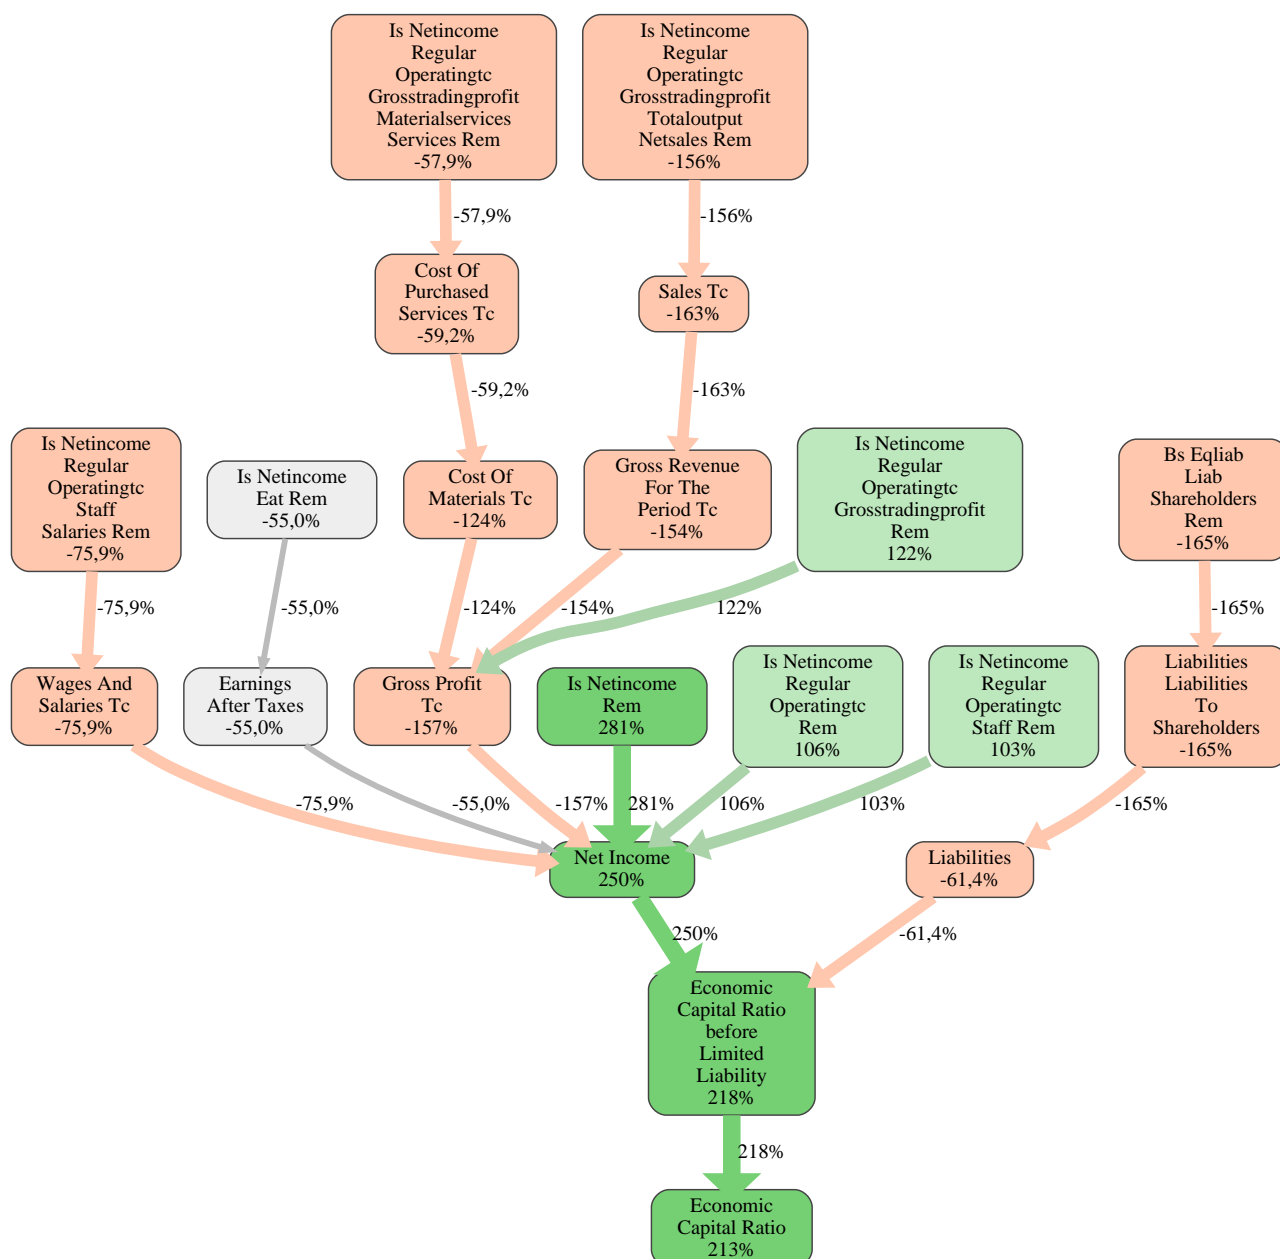 Is Netincome
Regular
Operatingtc
Grosstradingprofit
Materialservices
Services Rem
-57,9%
Is Netincome
Regular
Operatingtc
Grosstradingprofit
Totaloutput
Netsales Rem
-156%
-57,9%
-156%
Cost Of
Purchased
Services Tc
-59,2%
Sales Tc
-163%
-59,2%
-163%
Is Netincome
Regular
Operatingtc
Staff
Salaries Rem
-75,9%
Is Netincome
Eat Rem
-55,0%
Cost Of
Materials Tc
-124%
Gross Revenue
For The
Period Tc
-154%
Is Netincome
Regular
Operatingtc
Grosstradingprofit
Rem
122%
Bs Eqliab
Liab
Shareholders
Rem
-165%
-75,9%
-55,0%
-124%
-154%
122%
-165%
Wages And
Salaries Tc
-75,9%
Earnings
After Taxes
-55,0%
Gross Profit
Tc
-157%
Is Netincome
Rem
281%
Is Netincome
Regular
Operatingtc
Rem
106%
Is Netincome
Regular
Operatingtc
Staff Rem
103%
Liabilities
Liabilities
To
Shareholders
-165%
-75,9%
-55,0%
-157%
281%
106%
103%
-165%
Net Income
250%
Liabilities
-61,4%
250%
-61,4%
Economic
Capital Ratio
before
Limited
Liability
218%
218%
Economic
Capital Ratio
213%